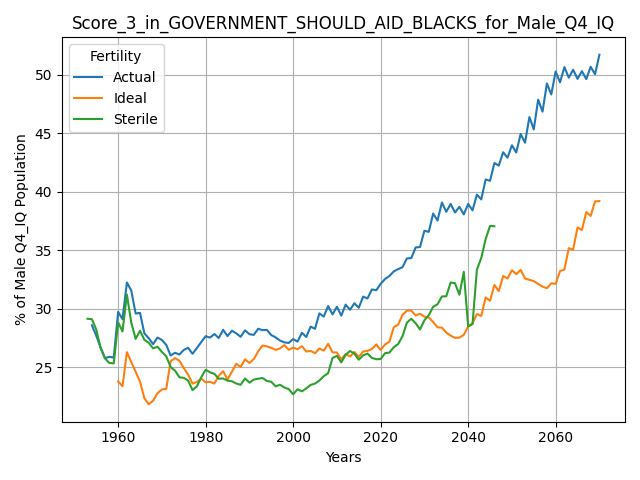 Score_3_in_GOVERNMENT_SHOULD_AID_BLACKS_for_Male_Q4_IQ
Fertility
Actual
Ideal
Sterile
% of Male Q4_IQ Population
50
45
40
35
30
25
1960
1980
2000
2020
2040
2060
Years